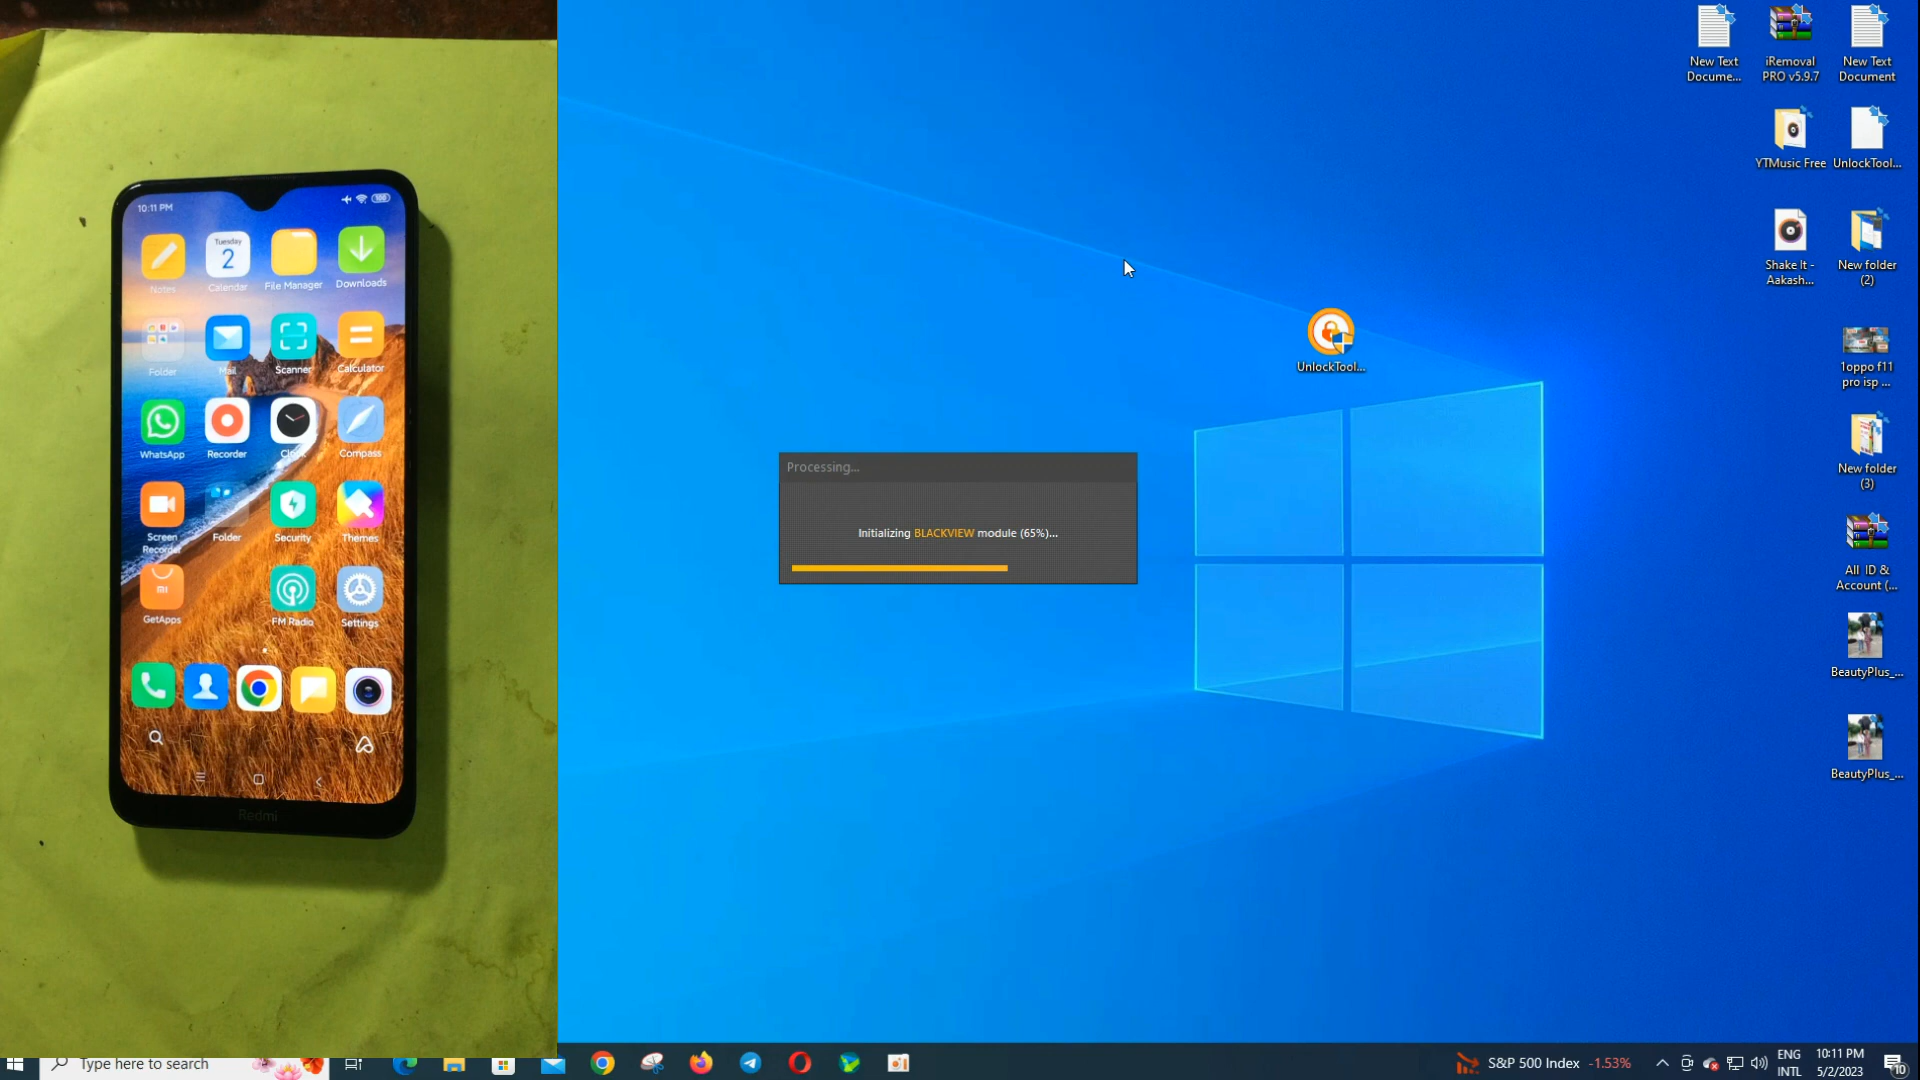 10:11 PM
Tuesday
2
Notes
Calendar
File Manager
Downloads
Folder
Mail
Scanner
Calculator
WhatsApp
Recorder
Clock
Compass
Screen
Recorder
Folder
Security
Themes
GetApps
FM Radio
Settings
Redmi
New Text
Docume...
iRemoval
PRO v5.9.7
New Text
Document
YTMusic Free
UnlockTool...
Shake It -
Aakash...
New folder
(2)
UnlockTool...
1oppo f11
pro isp ...
New folder
(3)
All ID &
Account (...
BeautyPlus_...
BeautyPlus_...
Processing...
Initializing BLACKVIEW module (65%)...
Type here to search
S&P 500 Index -1.53%
ENG
INTL
10:11 PM
5/2/2023
10